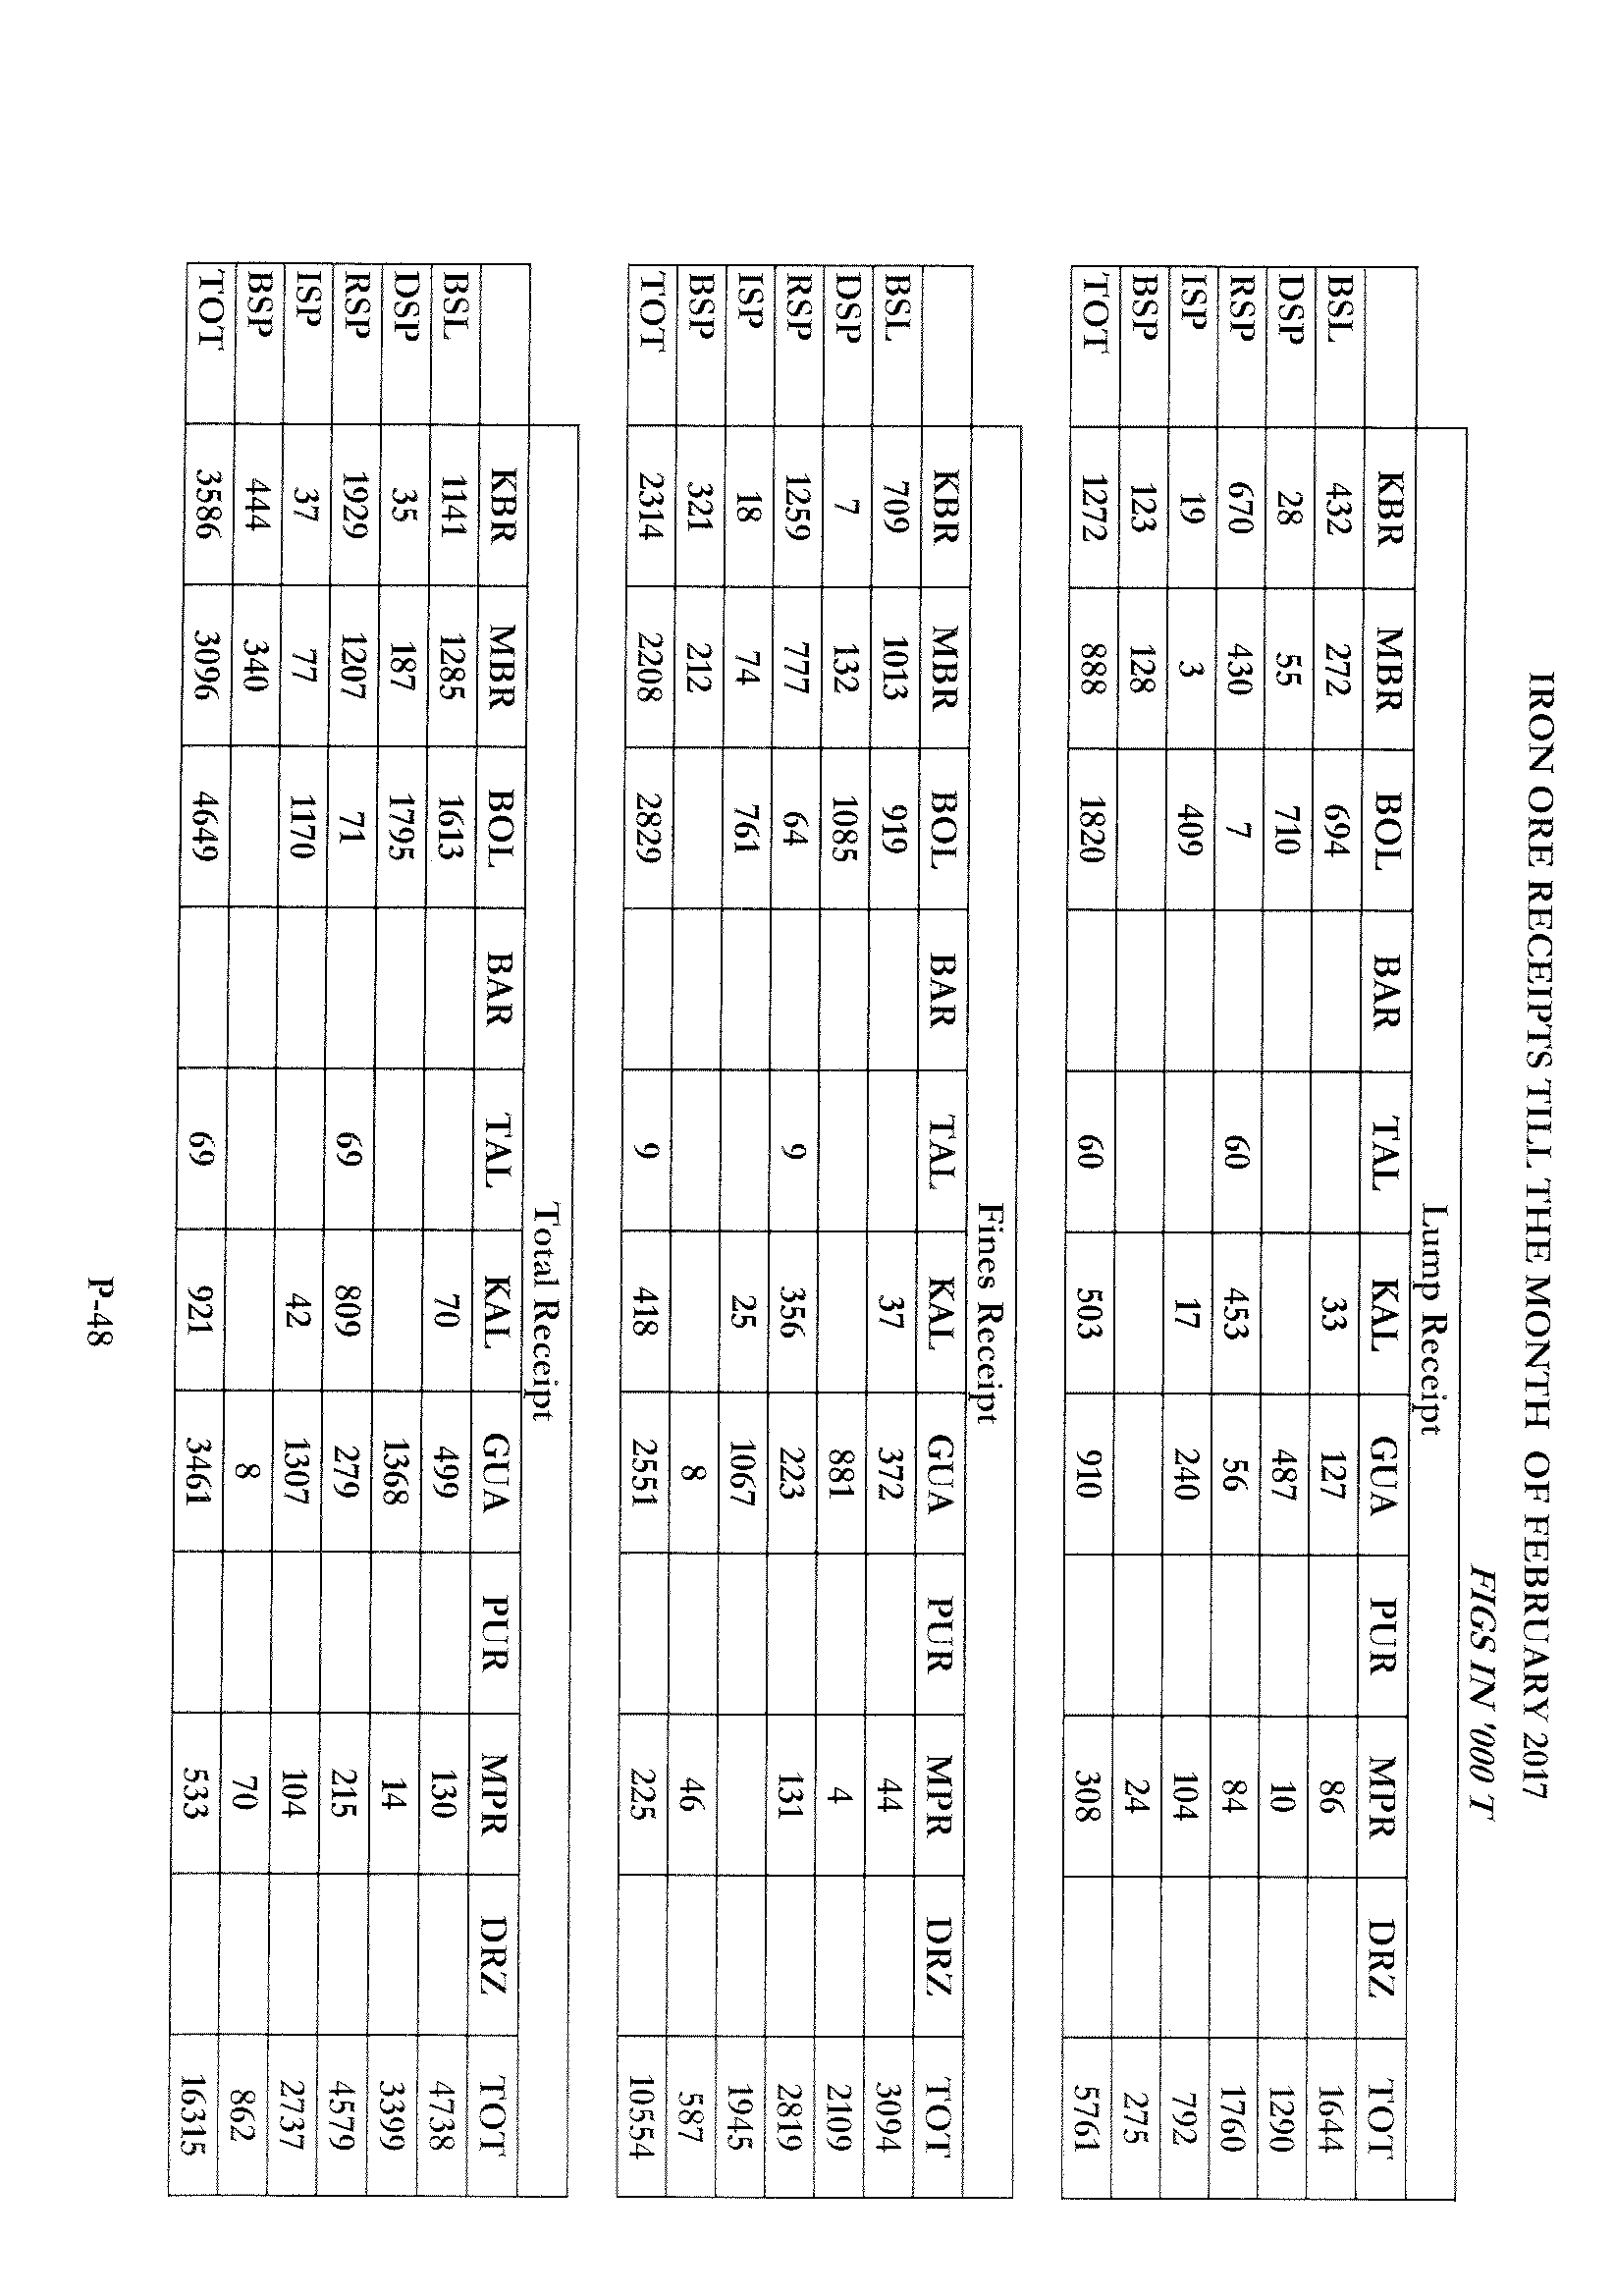 IRON ORE RECEIPTS TILL THE MONTH OF FEBRUARY 2017
FIGS IN '000 T
Lump Receipt
KBR MBR BOL BAR TAL KAL GUA PUR MPR DRZ TOT
BSL 432 272 694 33 127 86 1644
DSP 28 55 710 487 10 1290
RSP 670 430 7 60 453 56 84 1760
ISP 19 3 409 17 240 104 792
BSP 123 128 24 275
TOT 1272 888 1820 60 503 910 308 5761
Fines Receipt
KBR MBR BOL BAR TAL KAL GUA PUR MPR DRZ TOT
BSL 709 1013 919 37 372 44 3094
DSP 7 132 1085 881 4 2109
RSP 1259 777 64 9 356 223 131 2819
ISP 18 74 761 25 1067 1945
BSP 321 212 8 46 587
TOT 2314 2208 2829 9 418 2551 225 10554
Total Receipt
KBR MBR BOL BAR TAL KAL GUA PUR MPR DRZ TOT
BSL 1141 1285 1613 70 499 130 4738
DSP 35 187 1795 1368 14 3399
RSP 1929 1207 71 69 809 279 215 4579
ISP 37 77 1170 42 1307 104 2737
BSP 444 340 8 70 862
TOT 3586 3096 4649 69 921 3461 533 16315
P-48